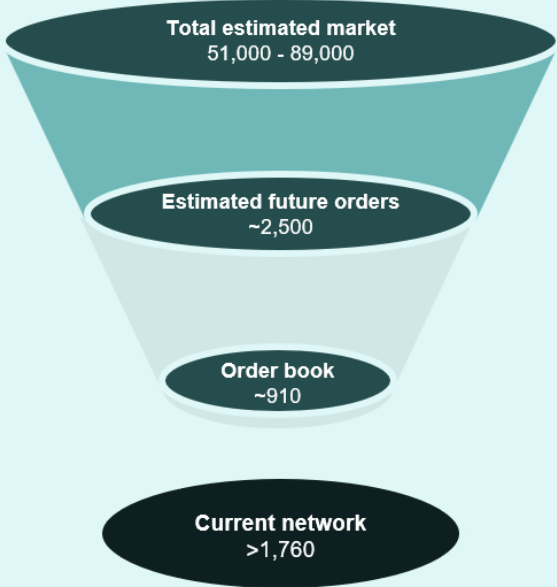 Total estimated market
51,000 - 89,000
Estimated future orders
~2,500
Order book
~910
Current network
>1,760